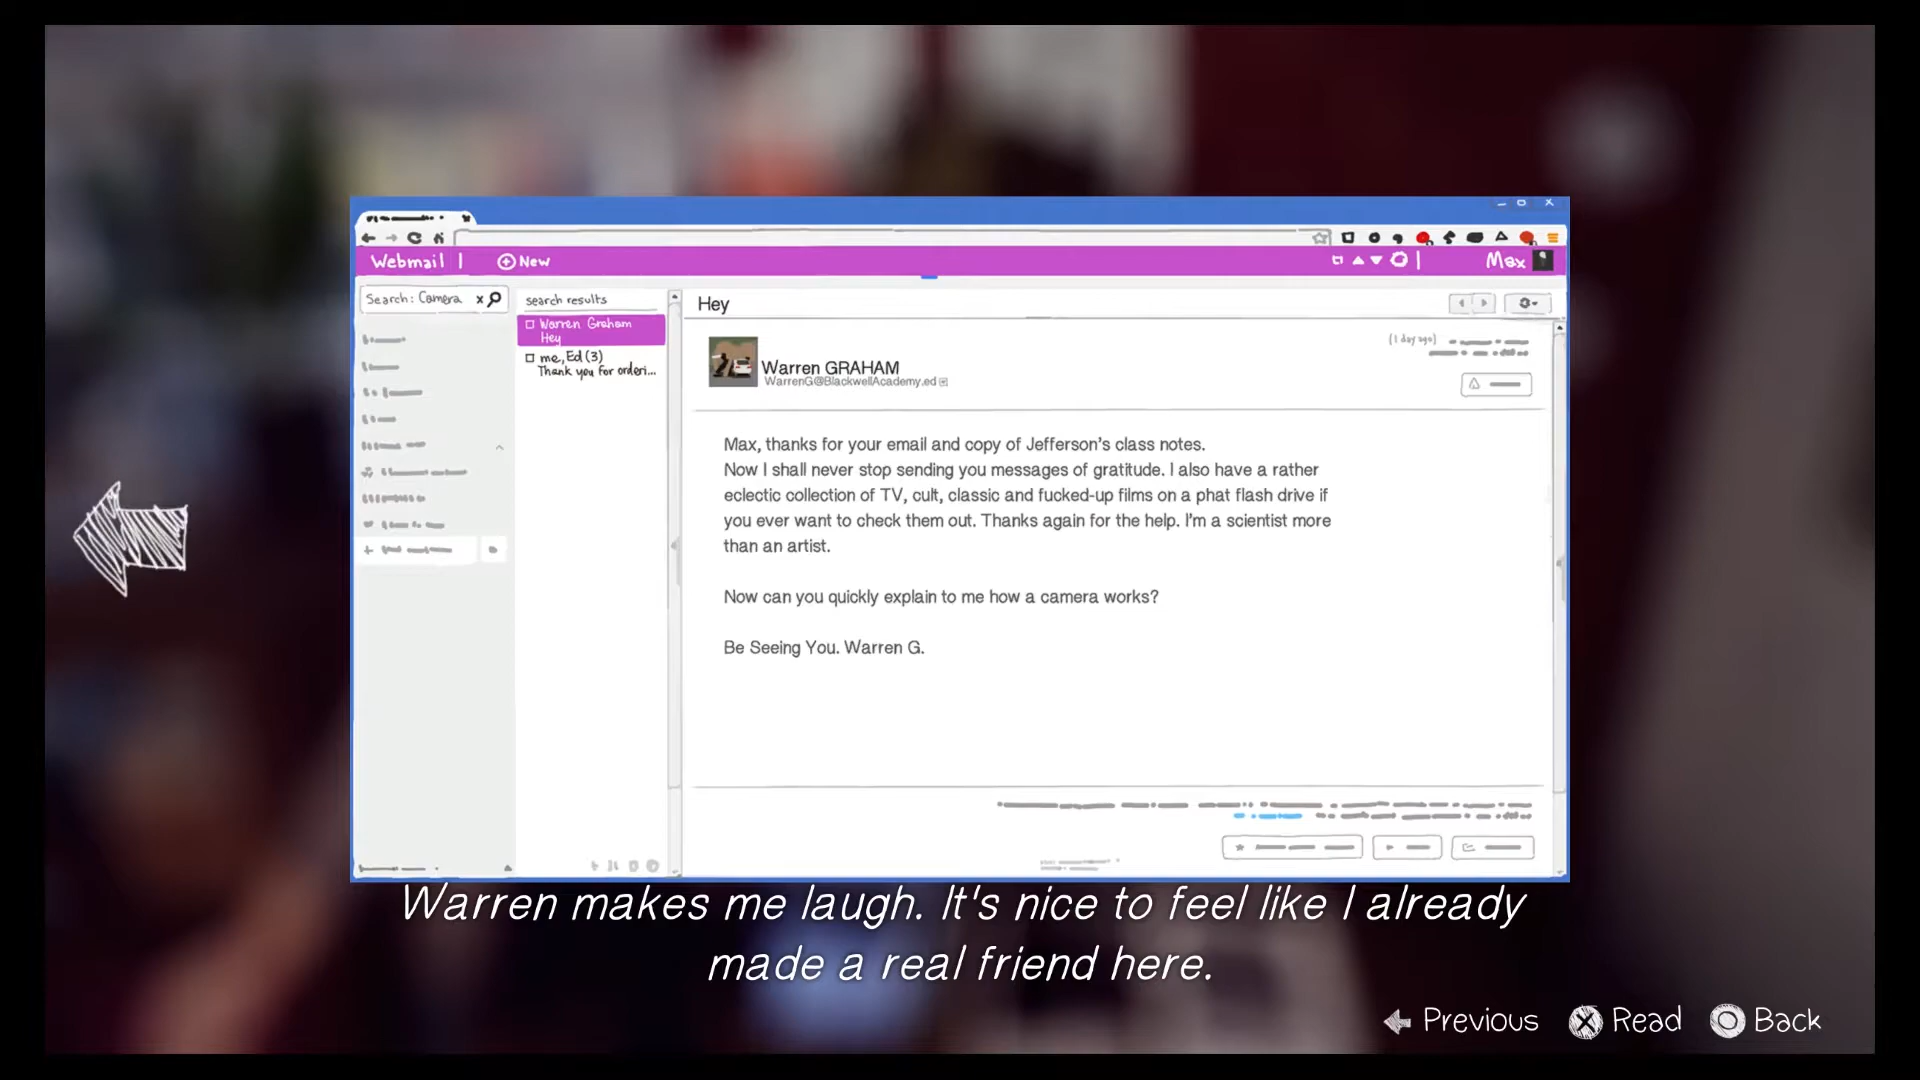 Webmail | New
Max
Search: Camera x
search results
Warren Graham
Hey
me, Ed (3)
Thank you for orderi...
Hey
(1 day ago)
Warren GRAHAM
WarrenG@BlackwellAcademy.ed
Max, thanks for your email and copy of Jefferson's class notes.
Now I shall never stop sending you messages of gratitude. I also have a rather
eclectic collection of TV, cult, classic and fucked-up films on a phat flash drive if
you ever want to check them out. Thanks again for the help. I'm a scientist more
than an artist.
Now can you quickly explain to me how a camera works?
Be Seeing You. Warren G.
Warren makes me laugh. It's nice to feel like I already
made a real friend here.
Previous Read Back